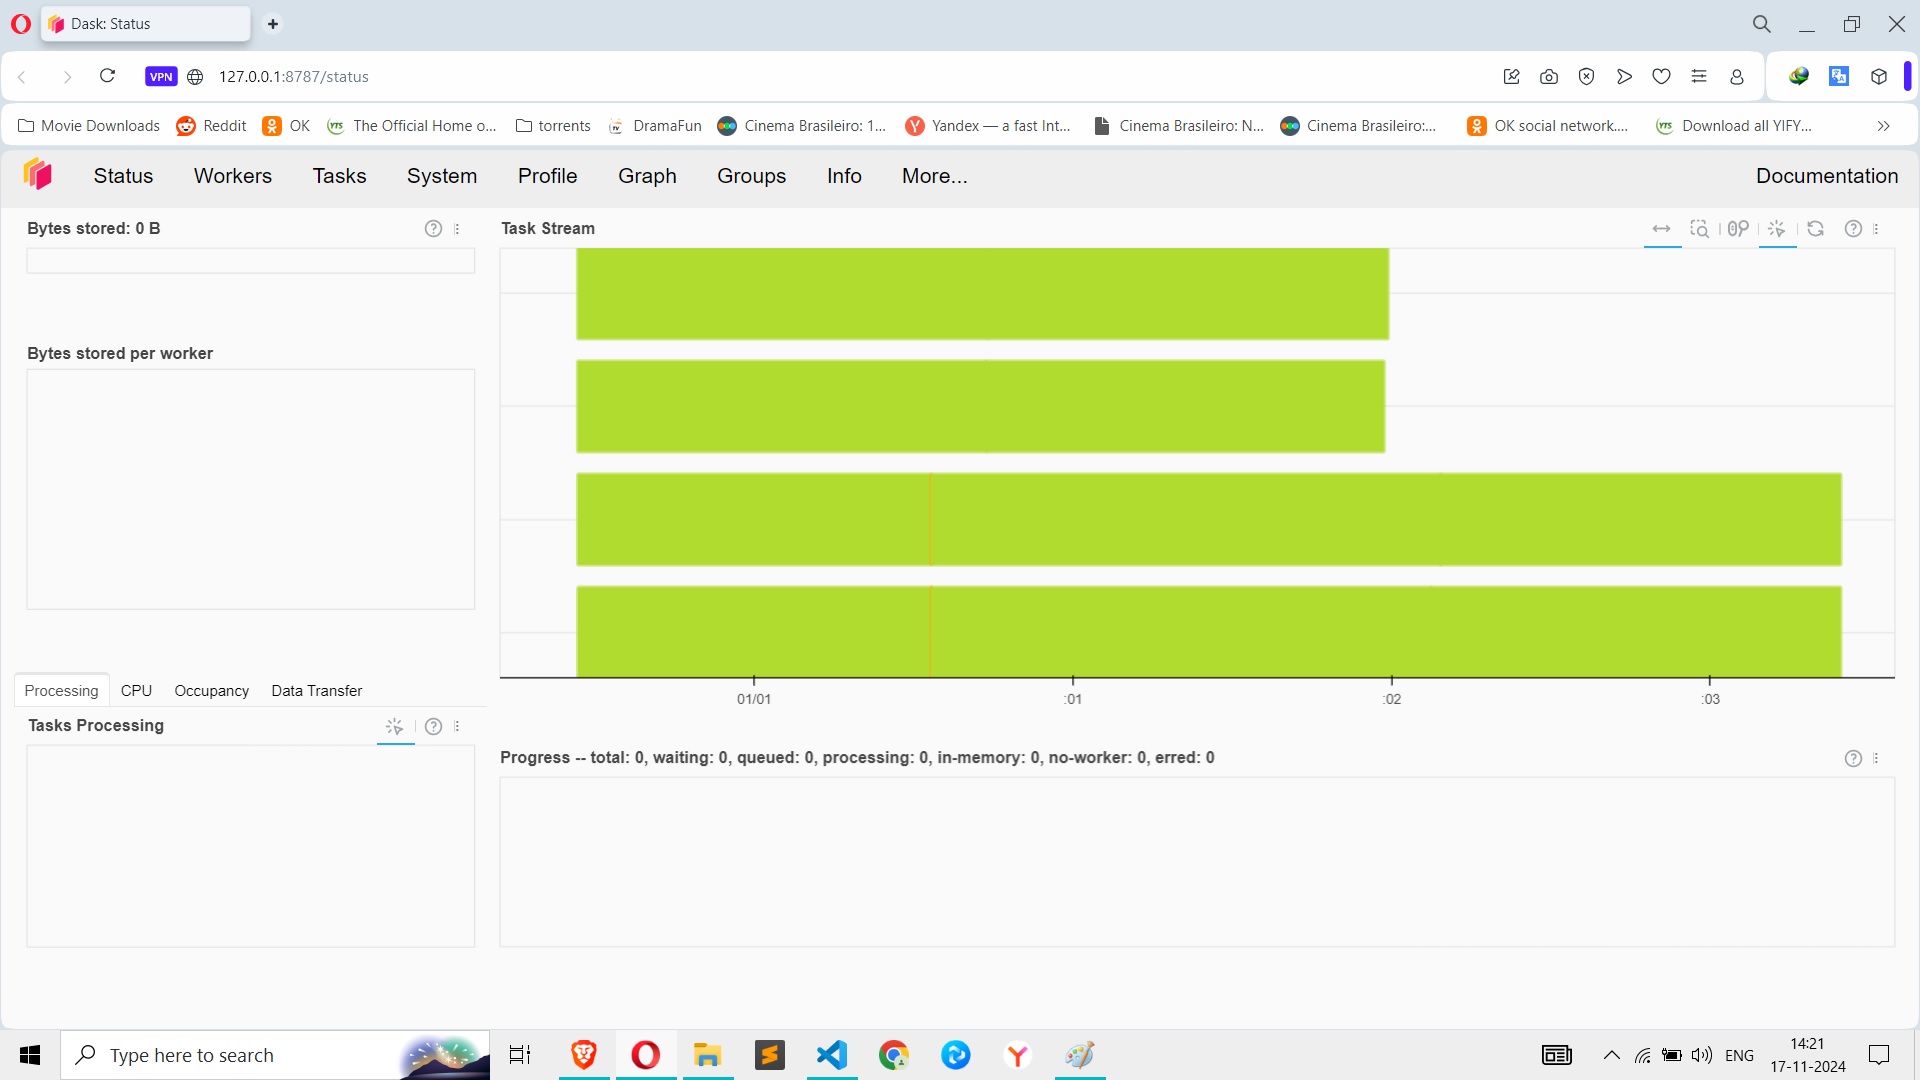 Dask: Status
VPN 127.0.0.1:8787/status
Movie Downloads Reddit OK YTS The Official Home o... torrents TV DramaFun Cinema Brasileiro: 1... Yandex — a fast Int... Cinema Brasileiro: N... Cinema Brasileiro:... OK social network.... YTS Download all YIFY...
Status Workers Tasks System Profile Graph Groups Info More... Documentation
Bytes stored: 0 B
Task Stream
Bytes stored per worker
01/01 :01 :02 :03
Processing CPU Occupancy Data Transfer
Tasks Processing
Progress -- total: 0, waiting: 0, queued: 0, processing: 0, in-memory: 0, no-worker: 0, erred: 0
Type here to search
ENG
14:21
17-11-2024